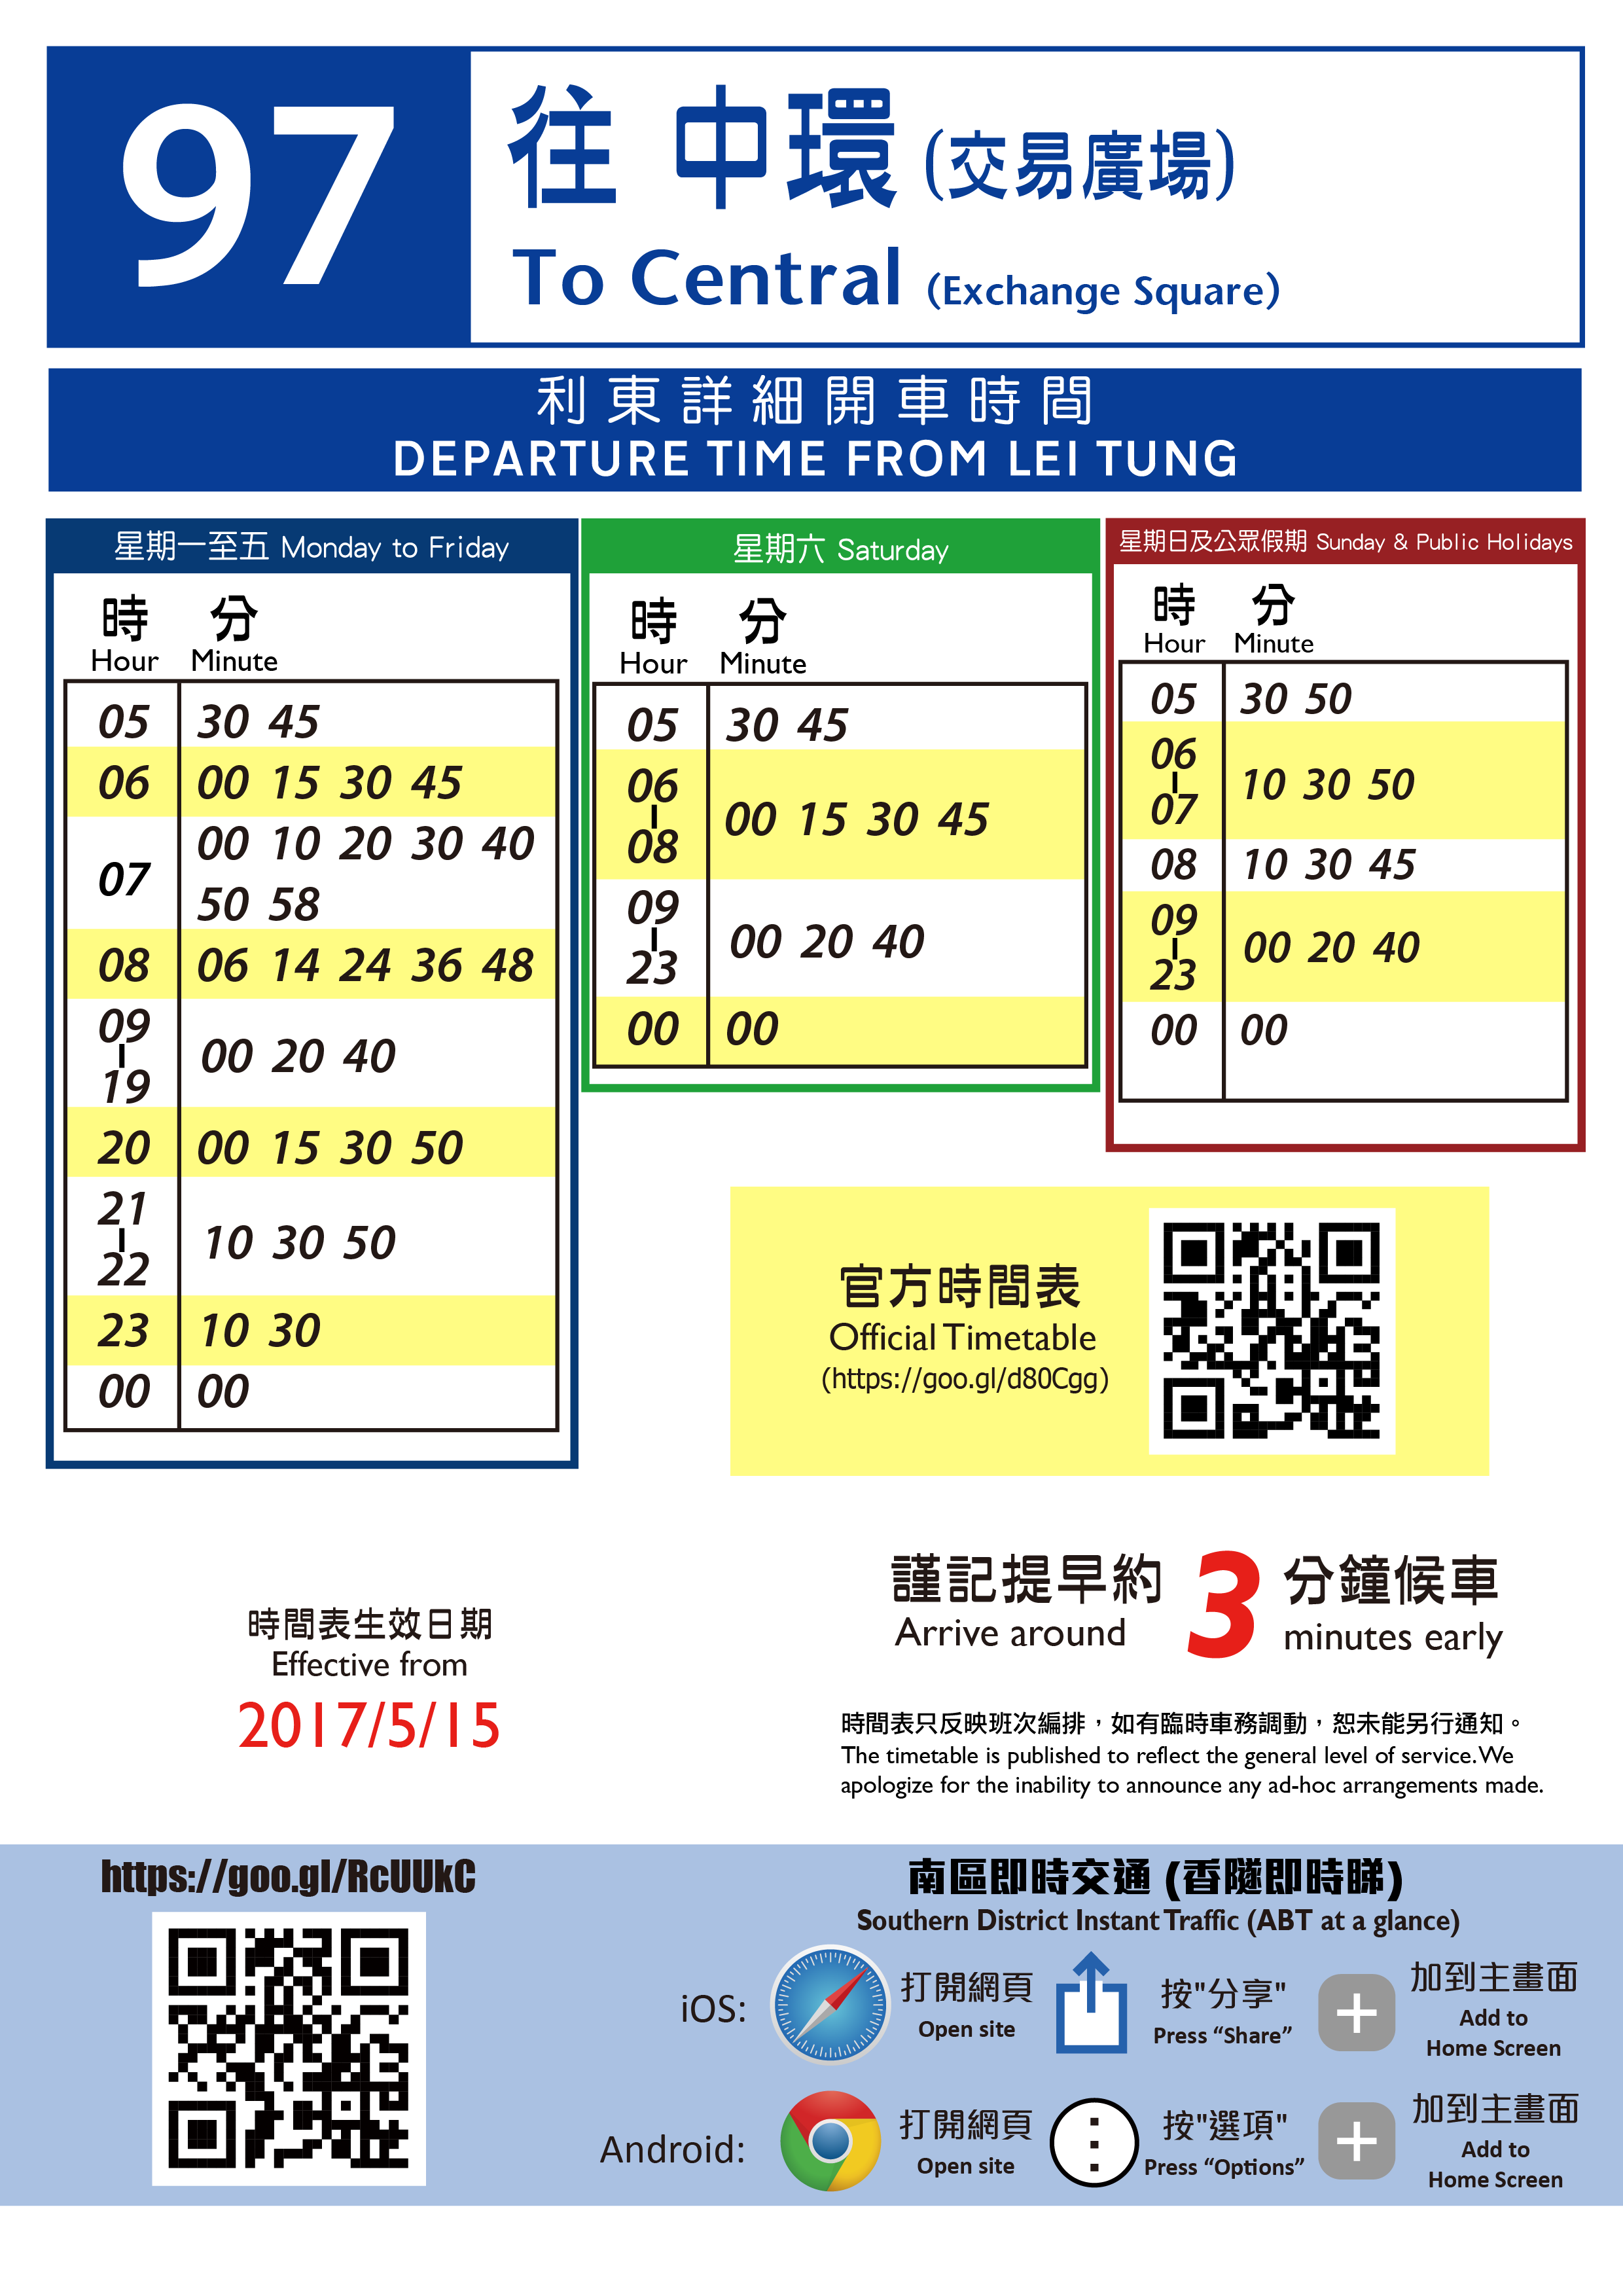 97
往 中環 (交易廣場)
To Central (Exchange Square)
利東詳細開車時間
DEPARTURE TIME FROM LEI TUNG
星期一至五 Monday to Friday
時 分
Hour Minute
05 30 45
06 00 15 30 45
07 00 10 20 30 40
50 58
08 06 14 24 36 48
09
-
19
00 20 40
20 00 15 30 50
21
-
22
10 30 50
23 10 30
00 00
星期六 Saturday
時 分
Hour Minute
05 30 45
06
-
08
00 15 30 45
09
-
23
00 20 40
00 00
星期日及公眾假期 Sunday & Public Holidays
時 分
Hour Minute
05 30 50
06
-
07
10 30 50
08 10 30 45
09
-
23
00 20 40
00 00
官方時間表
Official Timetable
(https://goo.gl/d80Cgg)
時間表生效日期
Effective from
2017/5/15
謹記提早約 3 分鐘候車
Arrive around minutes early
時間表只反映班次編排，如有臨時車務調動，恕未能另行通知。
The timetable is published to reflect the general level of service. We
apologize for the inability to announce any ad-hoc arrangements made.
https://goo.gl/RcUUkC
南區即時交通 (香隧即時睇)
Southern District Instant Traffic (ABT at a glance)
iOS:
打開網頁
Open site
按"分享"
Press “Share”
加到主畫面
Add to
Home Screen
Android:
打開網頁
Open site
按"選項"
Press “Options”
加到主畫面
Add to
Home Screen